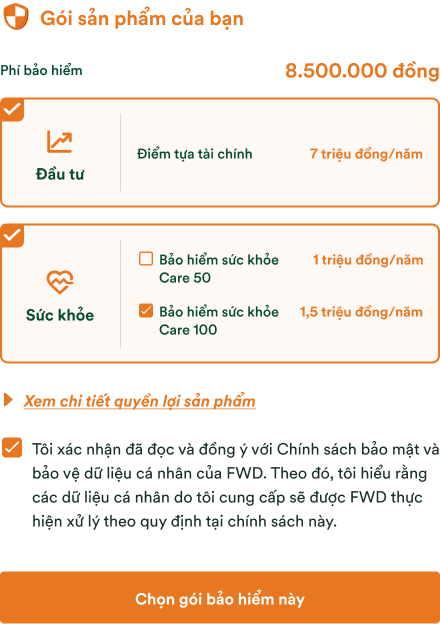 Gói sản phẩm của bạn
Phí bảo hiểm
8.500.000 đồng
Đầu tư
Điểm tựa tài chính
7 triệu đồng/năm
Sức khỏe
Bảo hiểm sức khỏe
Care 50
1 triệu đồng/năm
Bảo hiểm sức khỏe
Care 100
1,5 triệu đồng/năm
Xem chi tiết quyền lợi sản phẩm
Tôi xác nhận đã đọc và đồng ý với Chính sách bảo mật và
bảo vệ dữ liệu cá nhân của FWD. Theo đó, tôi hiểu rằng
các dữ liệu cá nhân do tôi cung cấp sẽ được FWD thực
hiện xử lý theo quy định tại chính sách này.
Chọn gói bảo hiểm này